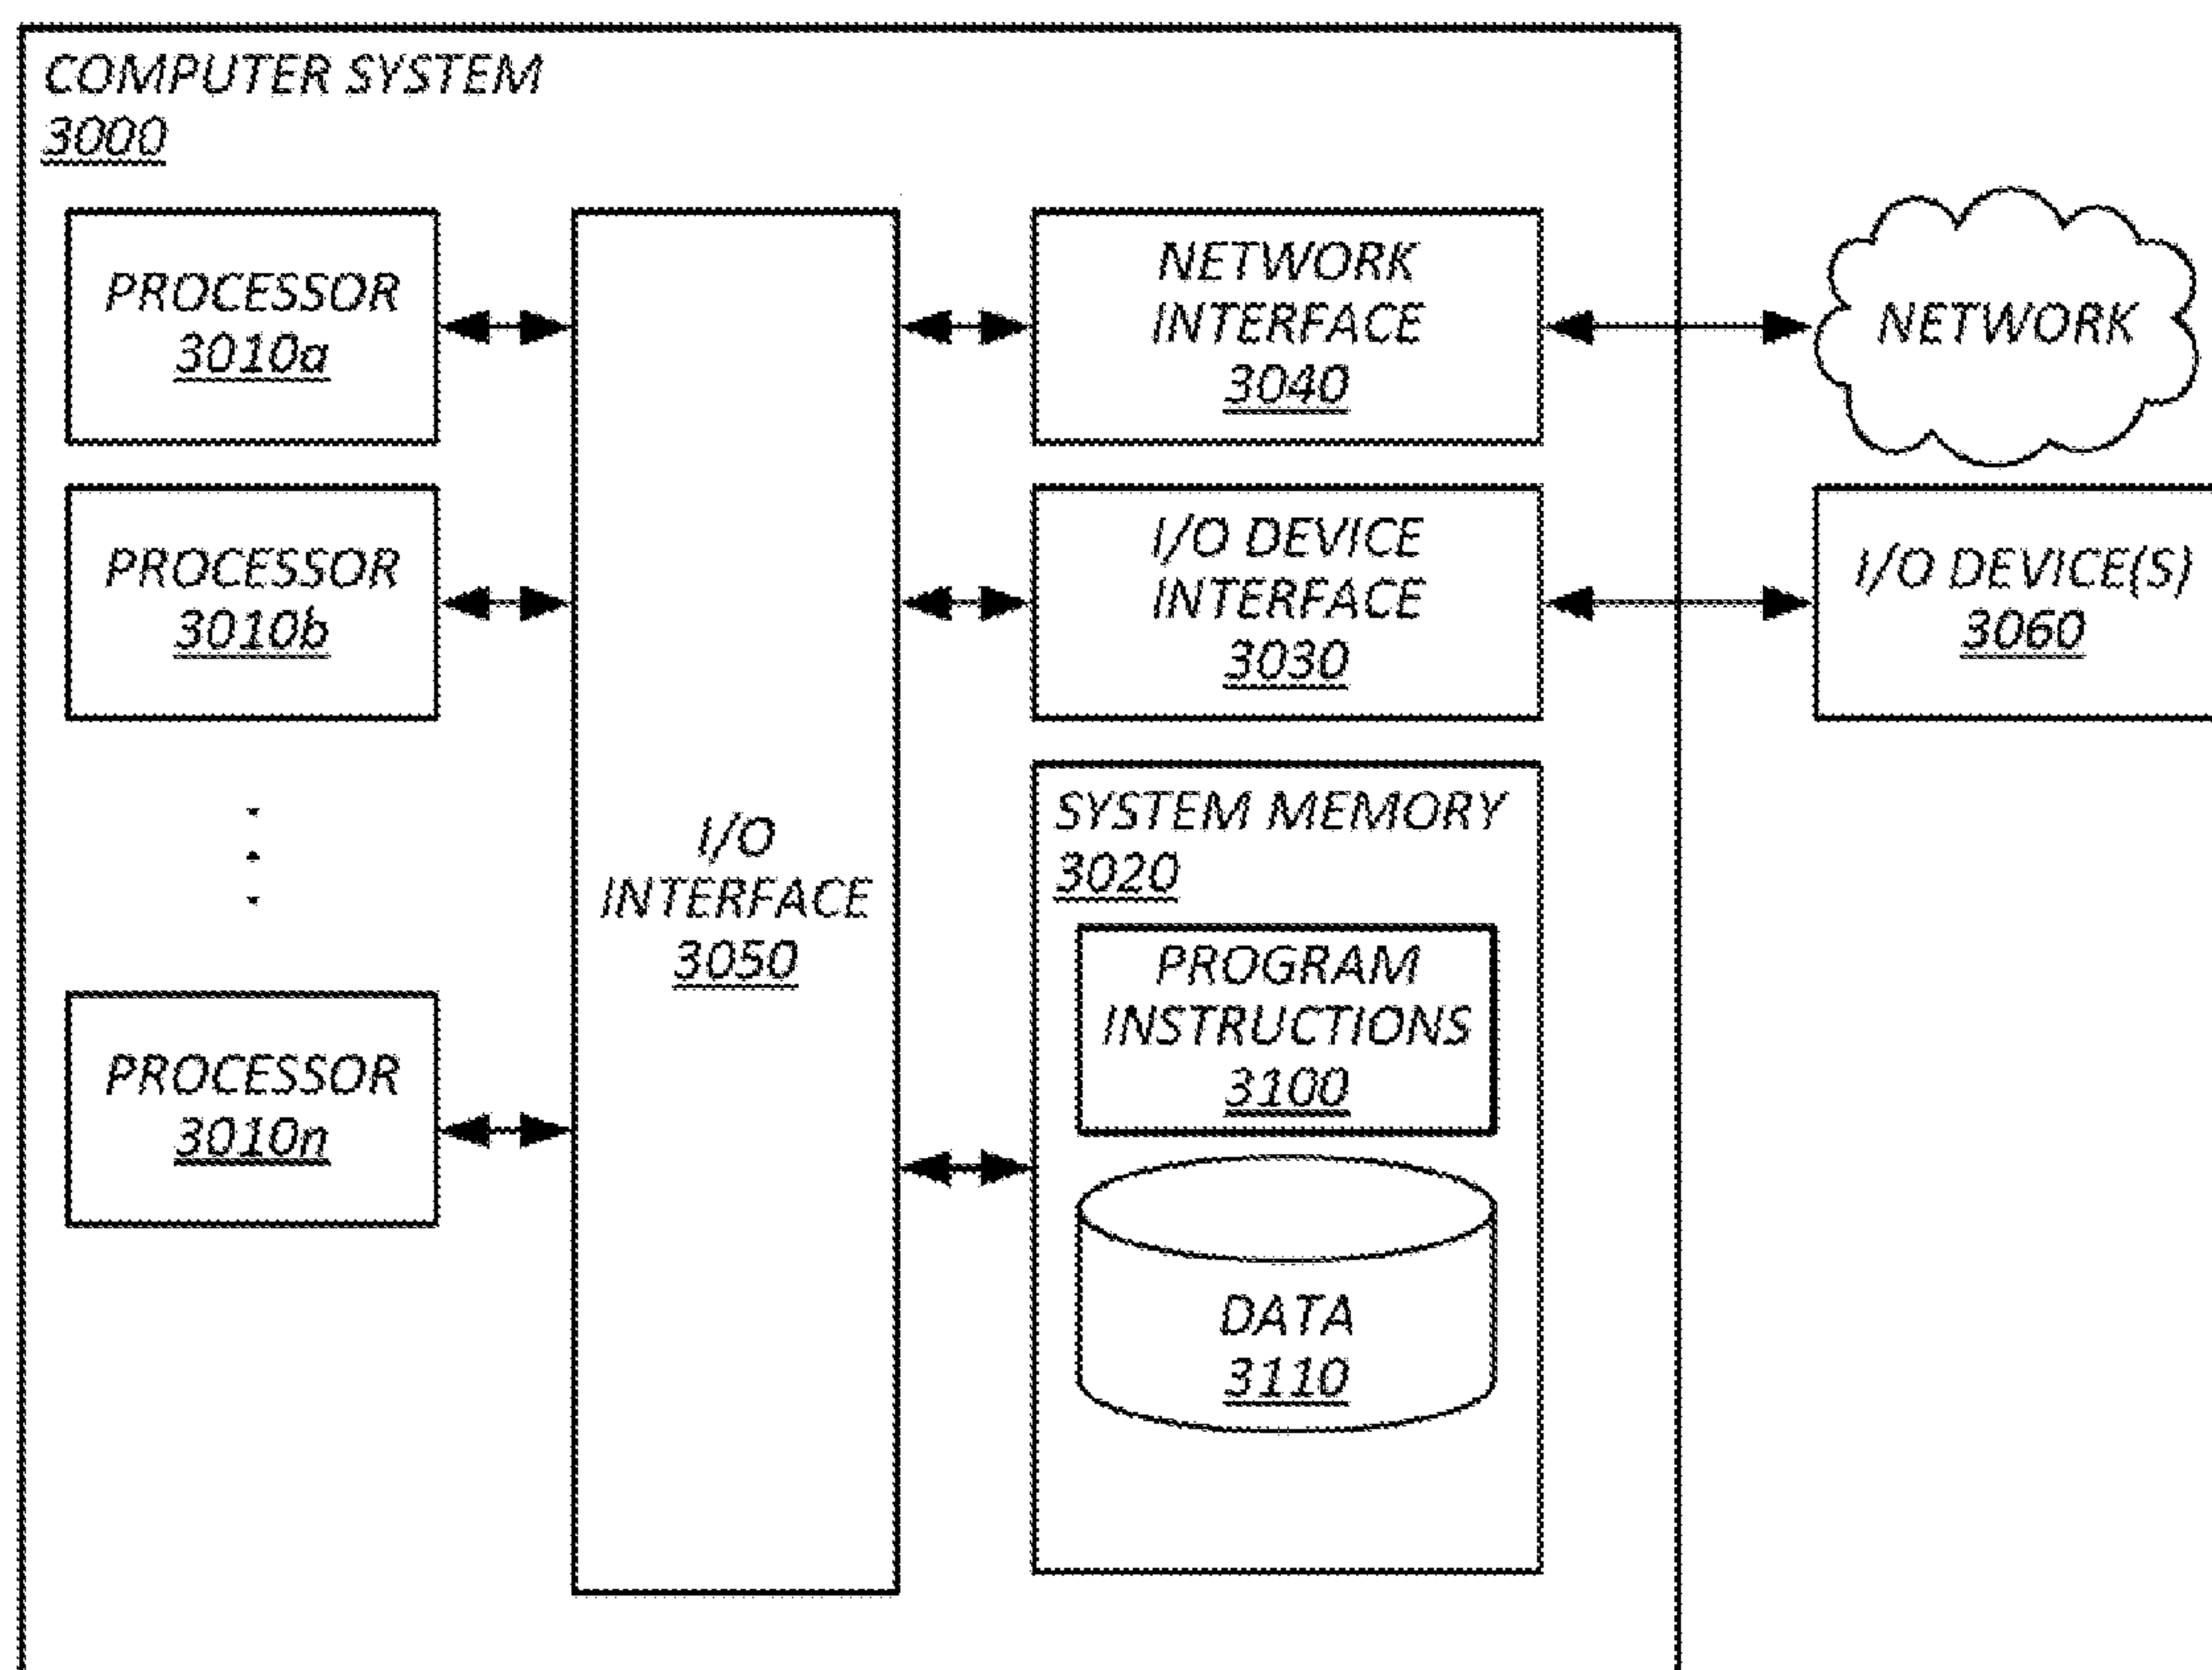 COMPUTER SYSTEM
3000
PROCESSOR
3010a
PROCESSOR
3010b
PROCESSOR
3010n
I/O
INTERFACE
3050
NETWORK
INTERFACE
3040
I/O DEVICE
INTERFACE
3030
SYSTEM MEMORY
3020
PROGRAM
INSTRUCTIONS
3100
DATA
3110
NETWORK
I/O DEVICE(S)
3060